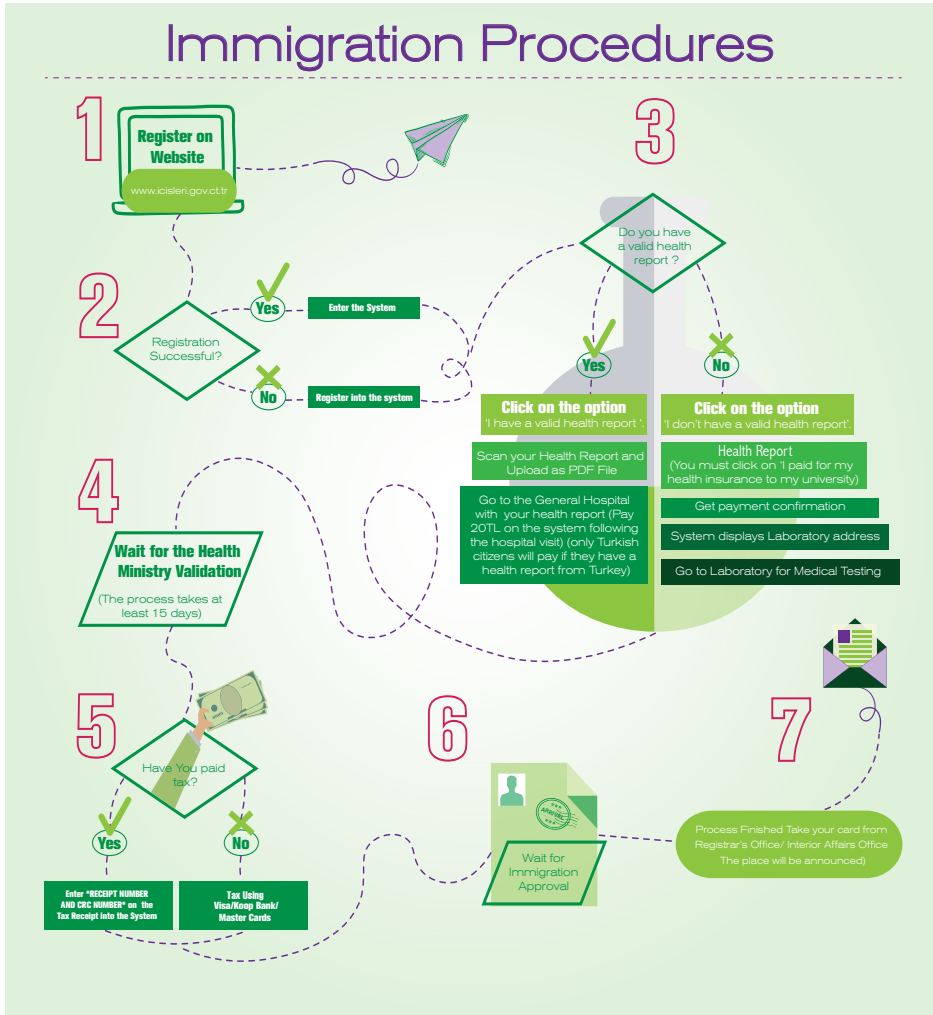 Immigration Procedures
1
Register on
Website
www.icisleri.gov.ct.tr
2
Registration
Successful?
Yes
Enter the System
No
Register into the system
3
Do you have
a valid health
report ?
Yes
Click on the option
'I have a valid health report '.
Scan your Health Report and
Upload as PDF File
Go to the General Hospital
with your health report (Pay
20TL on the system following
the hospital visit) (only Turkish
citizens will pay if they have a
health report from Turkey)
No
Click on the option
'I don't have a valid health report'.
Health Report
(You must click on 'I paid for my
health insurance to my university)
Get payment confirmation
System displays Laboratory address
Go to Laboratory for Medical Testing
4
Wait for the Health
Ministry Validation
(The process takes at
least 15 days)
5
Have You paid
tax?
Yes
Enter "RECEIPT NUMBER
AND CRC NUMBER" on the
Tax Receipt into the System
No
Tax Using
Visa/Koop Bank/
Master Cards
6
ARRIVAL
Wait for
Immigration
Approval
7
Process Finished Take your card from
Registrar's Office/ Interior Affairs Office
The place will be announced)